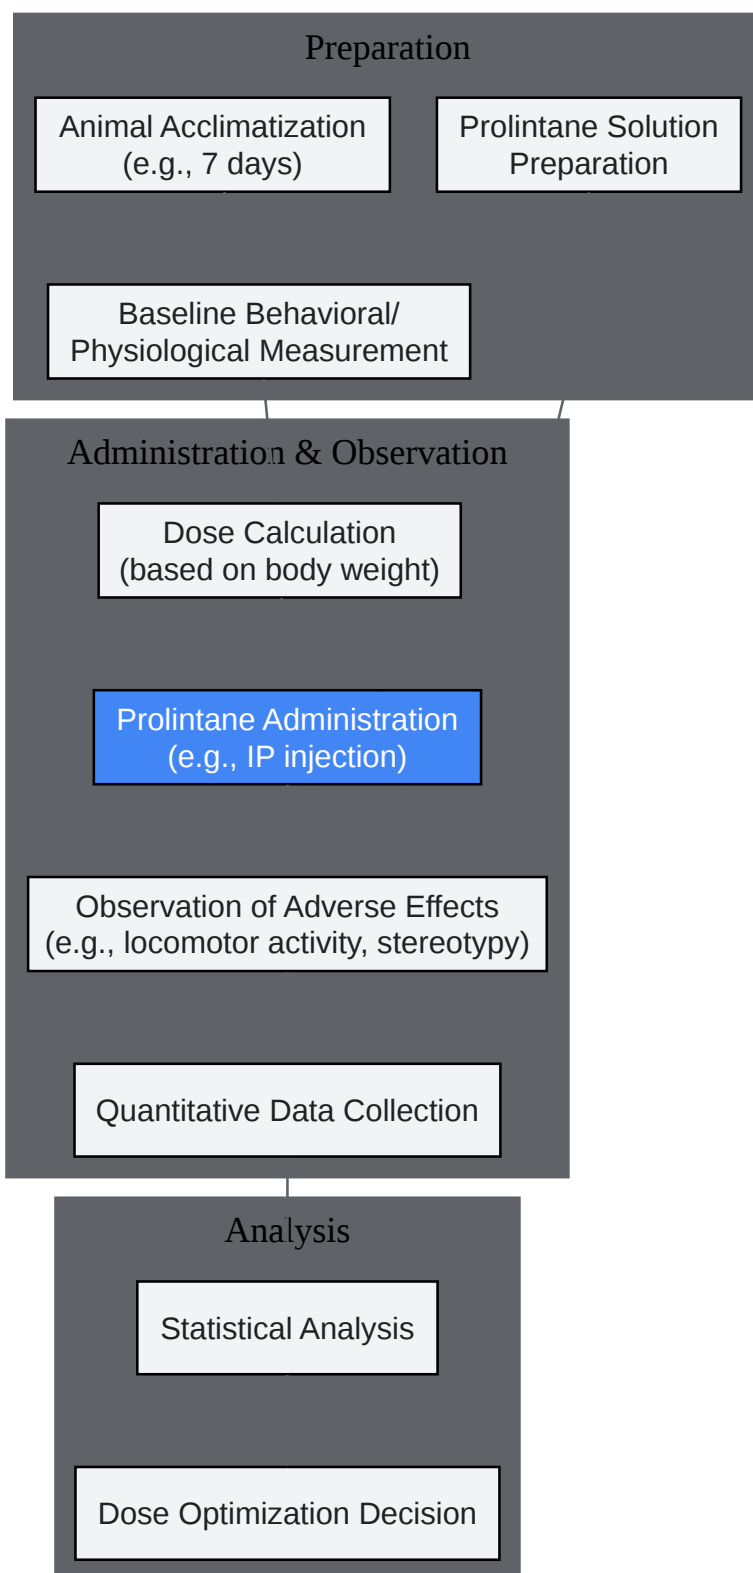 Preparation
Animal Acclimatization
(e.g., 7 days)
Prolintane Solution
Preparation
Baseline Behavioral/
Physiological Measurement
Administration & Observation
Dose Calculation
(based on body weight)
Prolintane Administration
(e.g., IP injection)
Observation of Adverse Effects
(e.g., locomotor activity, stereotypy)
Quantitative Data Collection
Analysis
Statistical Analysis
Dose Optimization Decision